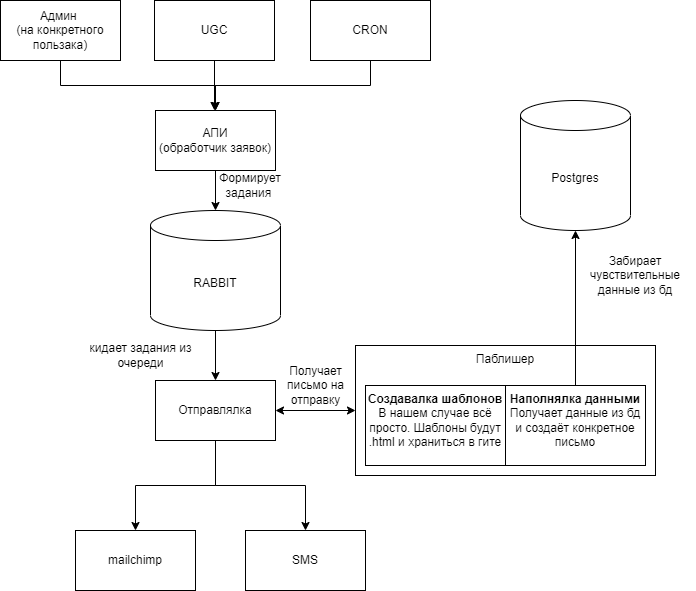 Админ
(на конкретного
пользака)
UGC
CRON
АПИ
(обработчик заявок)
Формирует
задания
Postgres
RABBIT
Забирает
чувствительные
данные из бд
кидает задания из
очереди
Получает
письмо на
отправку
Паблишер
Отправлялка
Создавалка шаблонов
В нашем случае всё
просто. Шаблоны будут
.html и храниться в гите
Наполнялка данными
Получает данные из бд
и создаёт конкретное
письмо
mailchimp
SMS